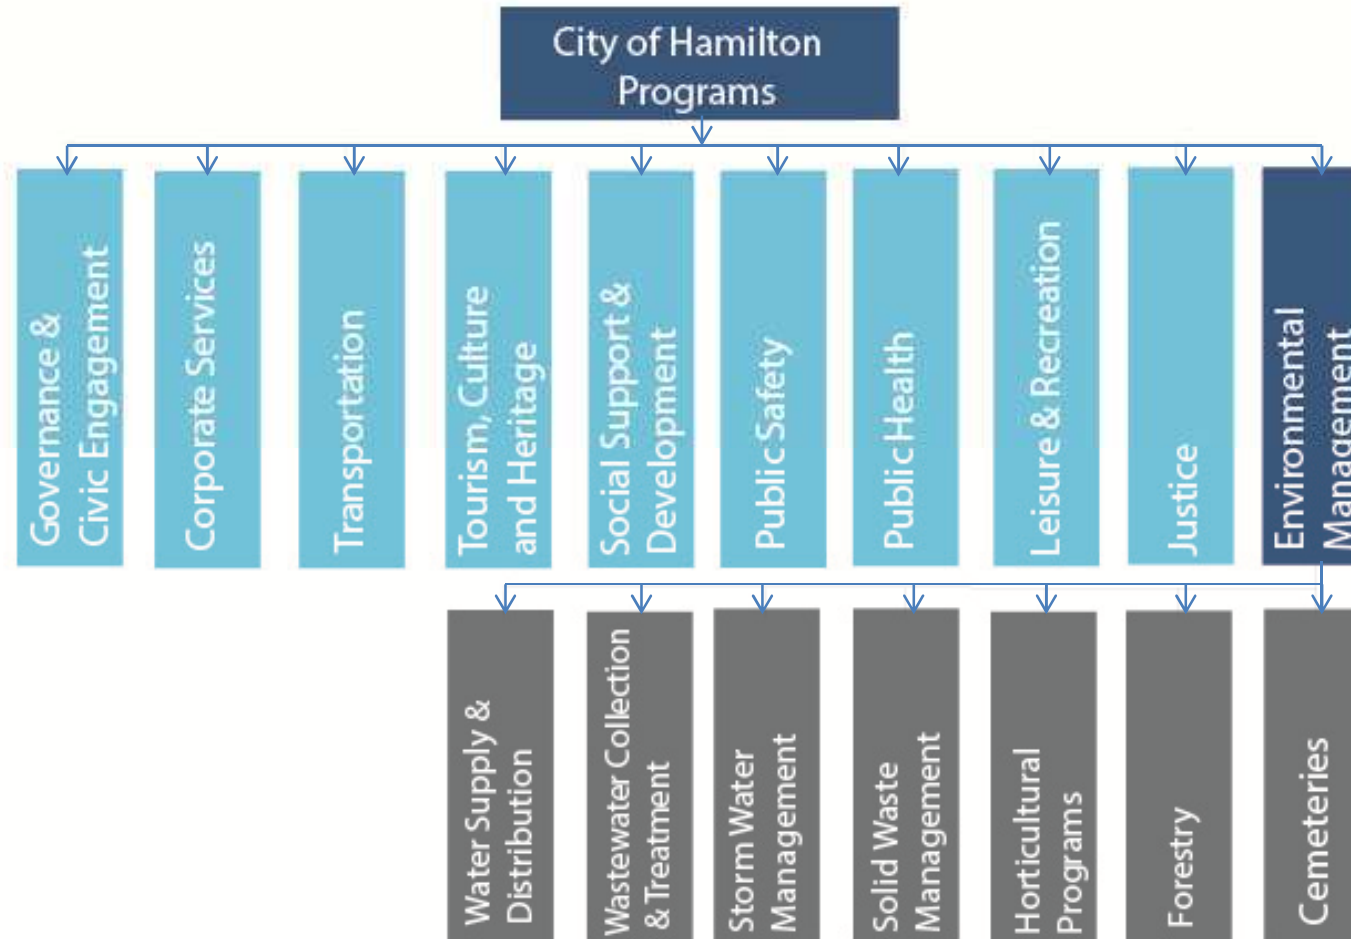 City of Hamilton
Programs
Governance &
Civic Engagement
Corporate Services
Transportation
Tourism, Culture
and Heritage
Social Support &
Development
Public Safety
Public Health
Leisure & Recreation
Justice
Environmental
Management
Water Supply &
Distribution
Wastewater Collection
& Treatment
Storm Water
Management
Solid Waste
Management
Horticultural
Programs
Forestry
Cemeteries